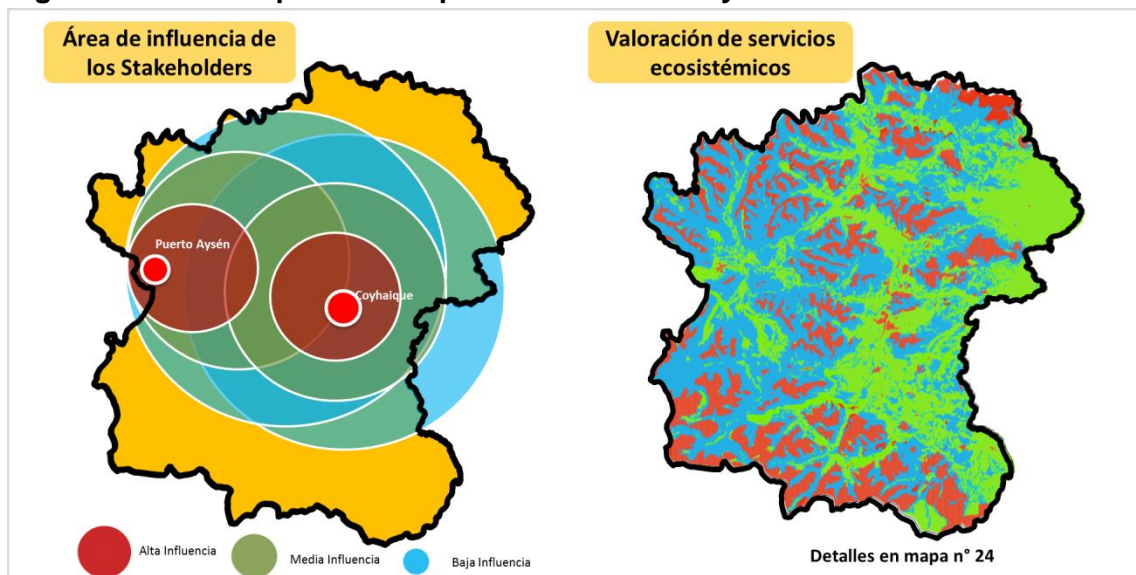 Área de influencia de
los Stakeholders
Valoración de servicios
ecosistémicos
Puerto Aysén
Coyhaique
Alta Influencia
Media Influencia
Baja Influencia
Detalles en mapa n° 24